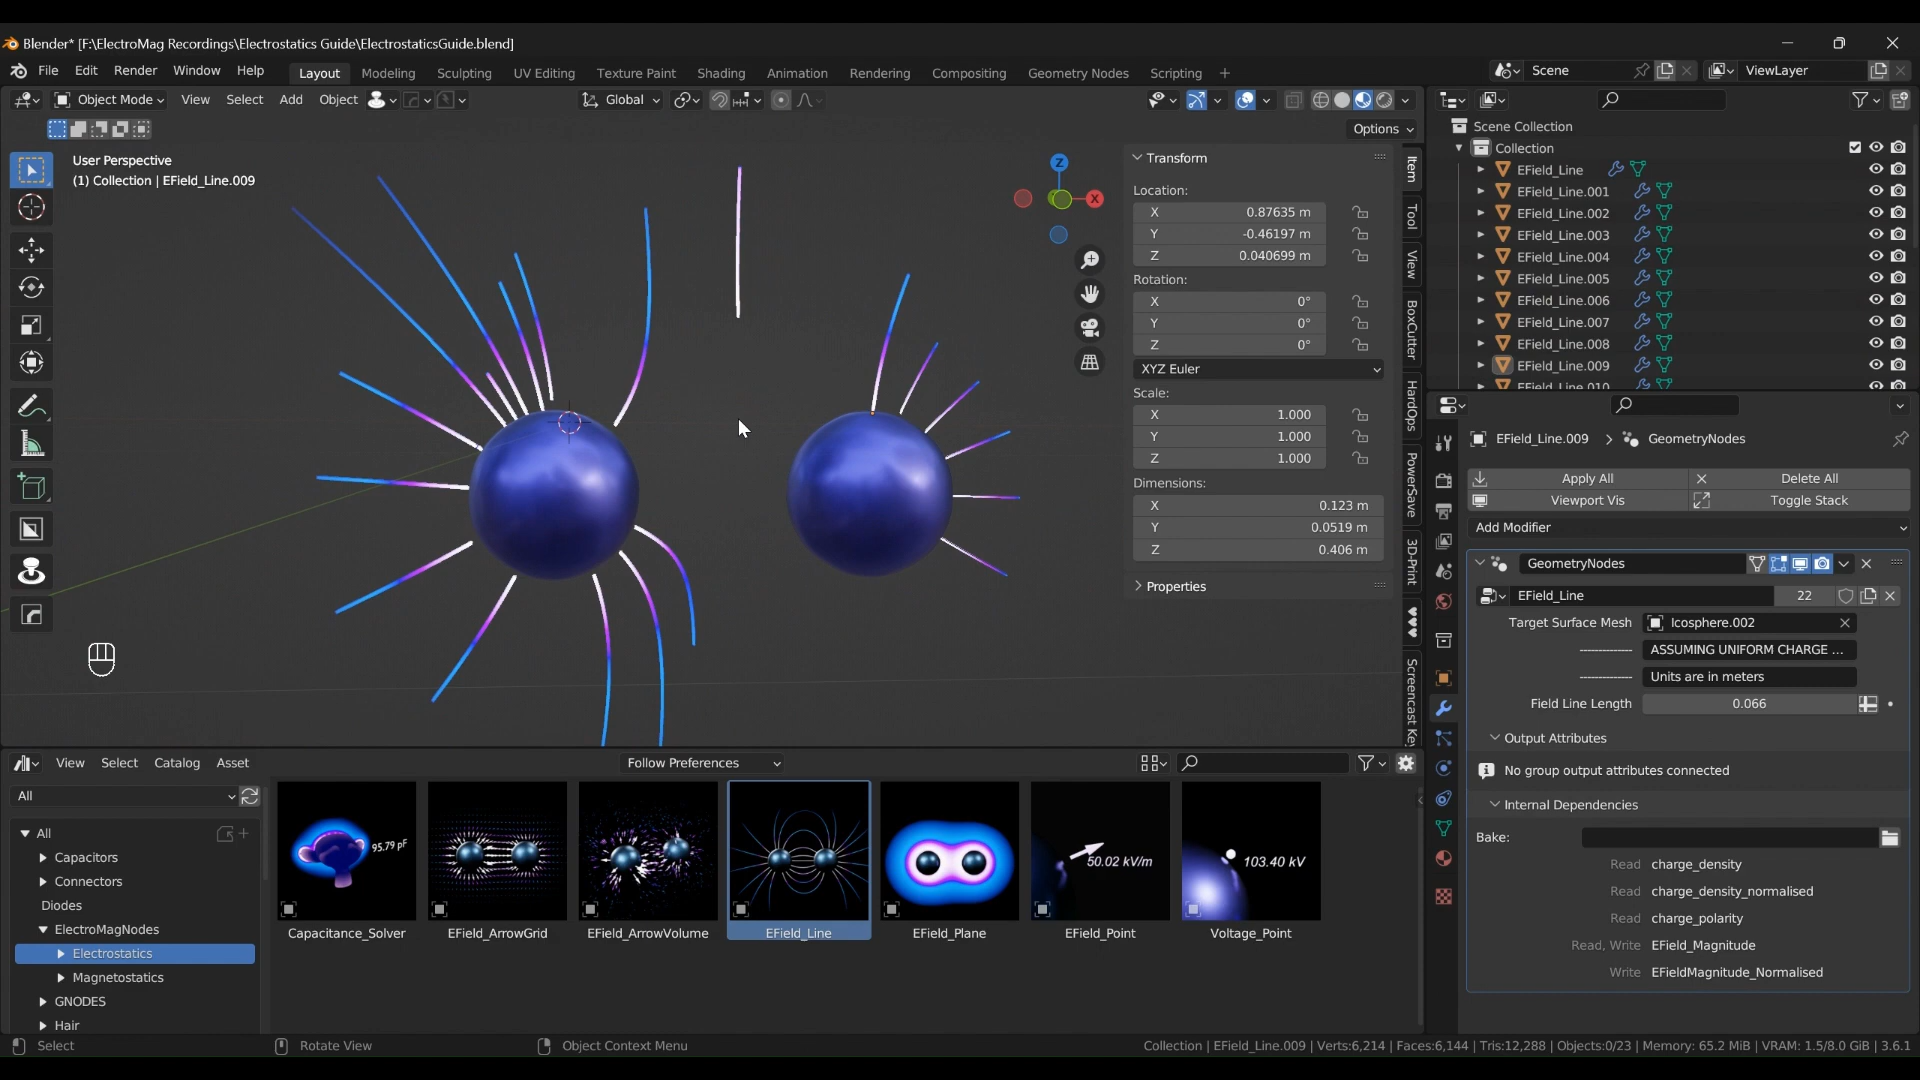 Blender* [F:\ElectroMag Recordings\Electrostatics Guide\ElectrostaticsGuide.blend]
File Edit Render Window Help Layout Modeling Sculpting UV Editing Texture Paint Shading Animation Rendering Compositing Geometry Nodes Scripting + Scene ViewLayer
Object Mode View Select Add Object Global
Options
User Perspective
(1) Collection | EField_Line.009
Z
X
Transform
Location:
X 0.87635 m
Y -0.46197 m
Z 0.040699 m
Rotation:
X 0°
Y 0°
Z 0°
XYZ Euler
Scale:
X 1.000
Y 1.000
Z 1.000
Dimensions:
X 0.123 m
Y 0.0519 m
Z 0.406 m
Properties
Item
Tool
View
BoxCutter
HardOps
PowerSave
3D-Print
♥♥♥
Screencast Key
Scene Collection
Collection
EField_Line
EField_Line.001
EField_Line.002
EField_Line.003
EField_Line.004
EField_Line.005
EField_Line.006
EField_Line.007
EField_Line.008
EField_Line.009
EField_Line.010
EField_Line.009 GeometryNodes
Apply All Delete All
Viewport Vis Toggle Stack
Add Modifier
GeometryNodes
EField_Line 22
Target Surface Mesh Icosphere.002
------------- ASSUMING UNIFORM CHARGE ...
------------- Units are in meters
Field Line Length 0.066
Output Attributes
No group output attributes connected
Internal Dependencies
Bake:
Read charge_density
Read charge_density_normalised
Read charge_polarity
Read, Write EField_Magnitude
Write EFieldMagnitude_Normalised
View Select Catalog Asset Follow Preferences
All
All
Capacitors
Connectors
Diodes
ElectroMagNodes
Electrostatics
Magnetostatics
GNODES
Hair
95.79 pF
50.02 kV/m
103.40 kV
Capacitance_Solver EField_ArrowGrid EField_ArrowVolume EField_Line EField_Plane EField_Point Voltage_Point
Select Rotate View Object Context Menu Collection | EField_Line.009 | Verts:6,214 | Faces:6,144 | Tris:12,288 | Objects:0/23 | Memory: 65.2 MiB | VRAM: 1.5/8.0 GiB | 3.6.1